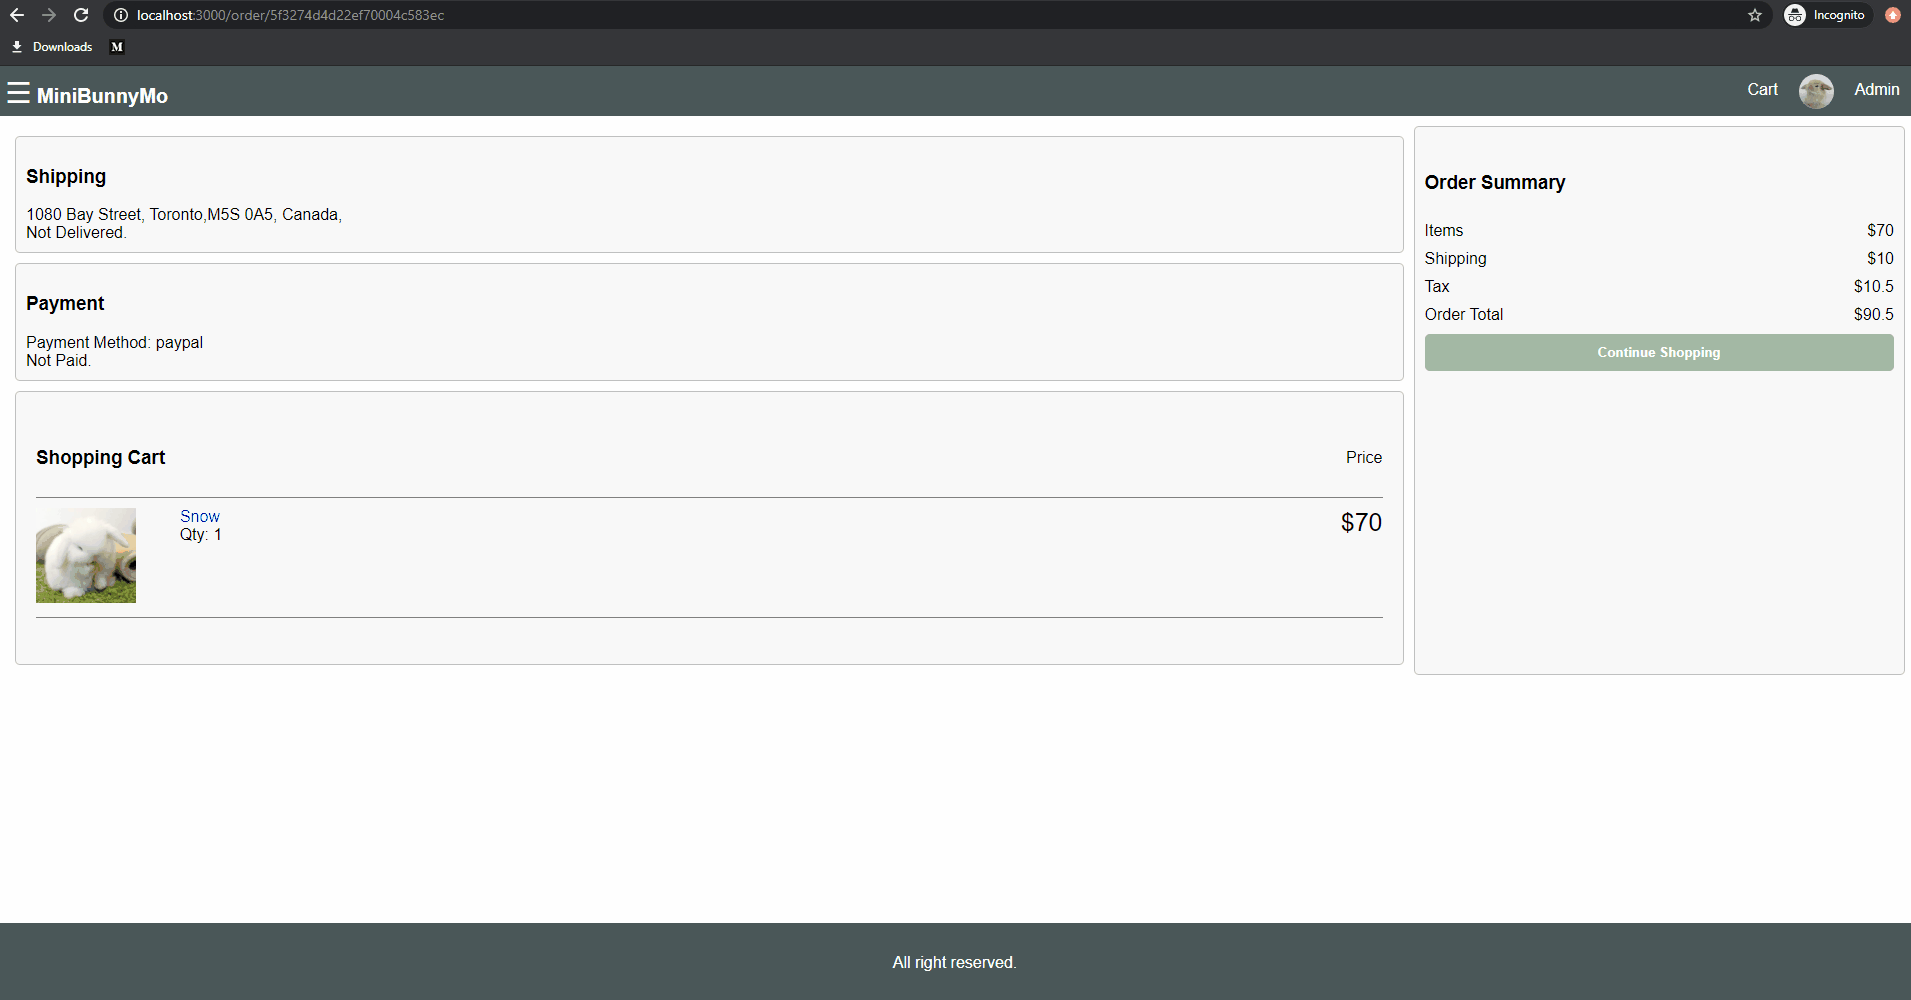 localhost:3000/order/5f3274d4d22ef70004c583ec
Incognito
Downloads
M
MiniBunnyMo
Cart
Admin
Shipping
1080 Bay Street, Toronto,M5S 0A5, Canada,
Not Delivered.
Payment
Payment Method: paypal
Not Paid.
Shopping Cart
Price
Snow
Qty: 1
$70
Order Summary
Items $70
Shipping $10
Tax $10.5
Order Total $90.5
Continue Shopping
All right reserved.